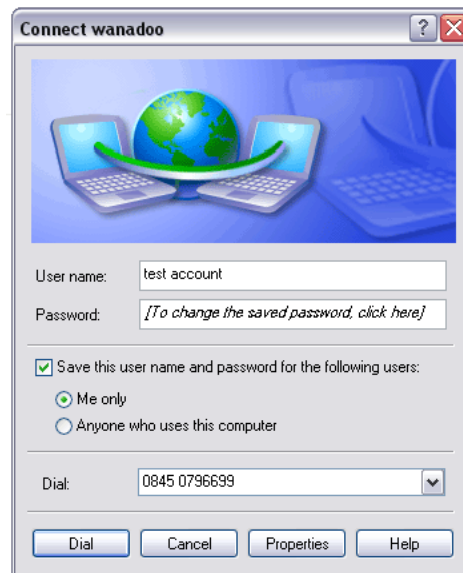 Connect wanadoo
User name: test account
Password: [To change the saved password, click here]
Save this user name and password for the following users:
Me only
Anyone who uses this computer
Dial: 0845 0796699
Dial Cancel Properties Help